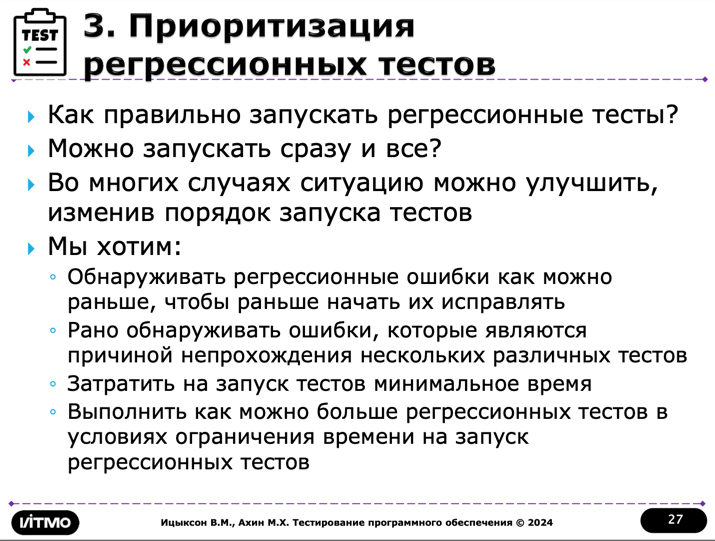 TEST
3. Приоритизация
регрессионных тестов
Как правильно запускать регрессионные тесты?
Можно запускать сразу и все?
Во многих случаях ситуацию можно улучшить,
изменив порядок запуска тестов
Мы хотим:
Обнаруживать регрессионные ошибки как можно
раньше, чтобы раньше начать их исправлять
Рано обнаруживать ошибки, которые являются
причиной непрохождения нескольких различных тестов
Затратить на запуск тестов минимальное время
Выполнить как можно больше регрессионных тестов в
условиях ограничения времени на запуск
регрессионных тестов
ИТМО
Ицыксон В.М., Ахин М.Х. Тестирование программного обеспечения © 2024
27